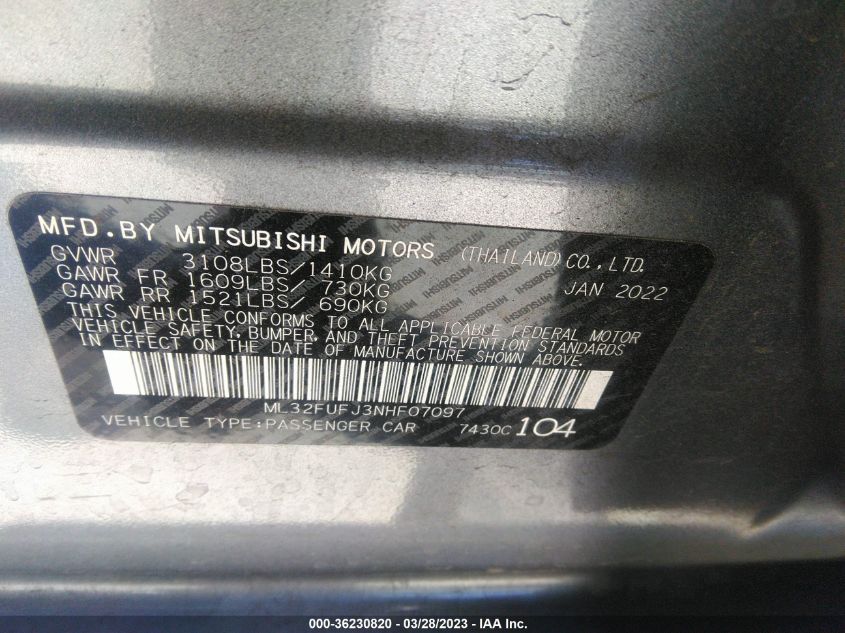 MFD.BY MITSUBISHI MOTORS (THAILAND) CO.,LTD.
GVWR 3108LBS/1410KG JAN 2022
GAWR FR 1609LBS/ 730KG
GAWR RR 1521LBS/ 690KG
THIS VEHICLE CONFORMS TO ALL APPLICABLE FEDERAL MOTOR
VEHICLE SAFETY, BUMPER, AND THEFT PREVENTION STANDARDS
IN EFFECT ON THE DATE OF MANUFACTURE SHOWN ABOVE.
ML32FUFJ3NHF07097
VEHICLE TYPE:PASSENGER CAR 7430C 104
000-36230820 — 03/28/2023 — IAA Inc.